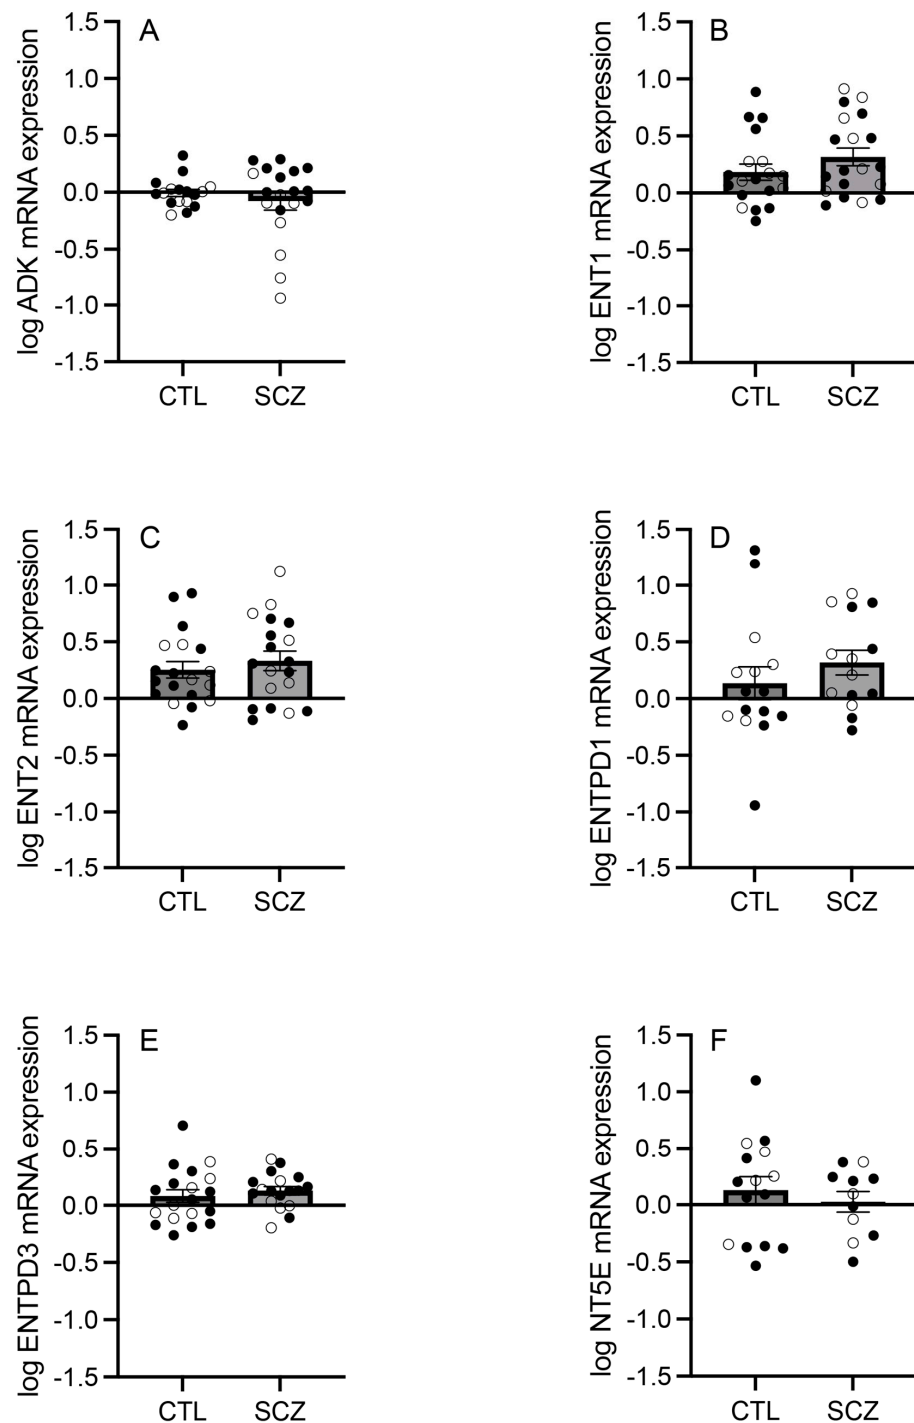 A
log ADK mRNA expression
1.5
1.0
0.5
0.0
-0.5
-1.0
-1.5
CTL SCZ
B
log ENT1 mRNA expression
1.5
1.0
0.5
0.0
-0.5
-1.0
-1.5
CTL SCZ
C
log ENT2 mRNA expression
1.5
1.0
0.5
0.0
-0.5
-1.0
-1.5
CTL SCZ
D
log ENTPD1 mRNA expression
1.5
1.0
0.5
0.0
-0.5
-1.0
-1.5
CTL SCZ
E
log ENTPD3 mRNA expression
1.5
1.0
0.5
0.0
-0.5
-1.0
-1.5
CTL SCZ
F
log NT5E mRNA expression
1.5
1.0
0.5
0.0
-0.5
-1.0
-1.5
CTL SCZ